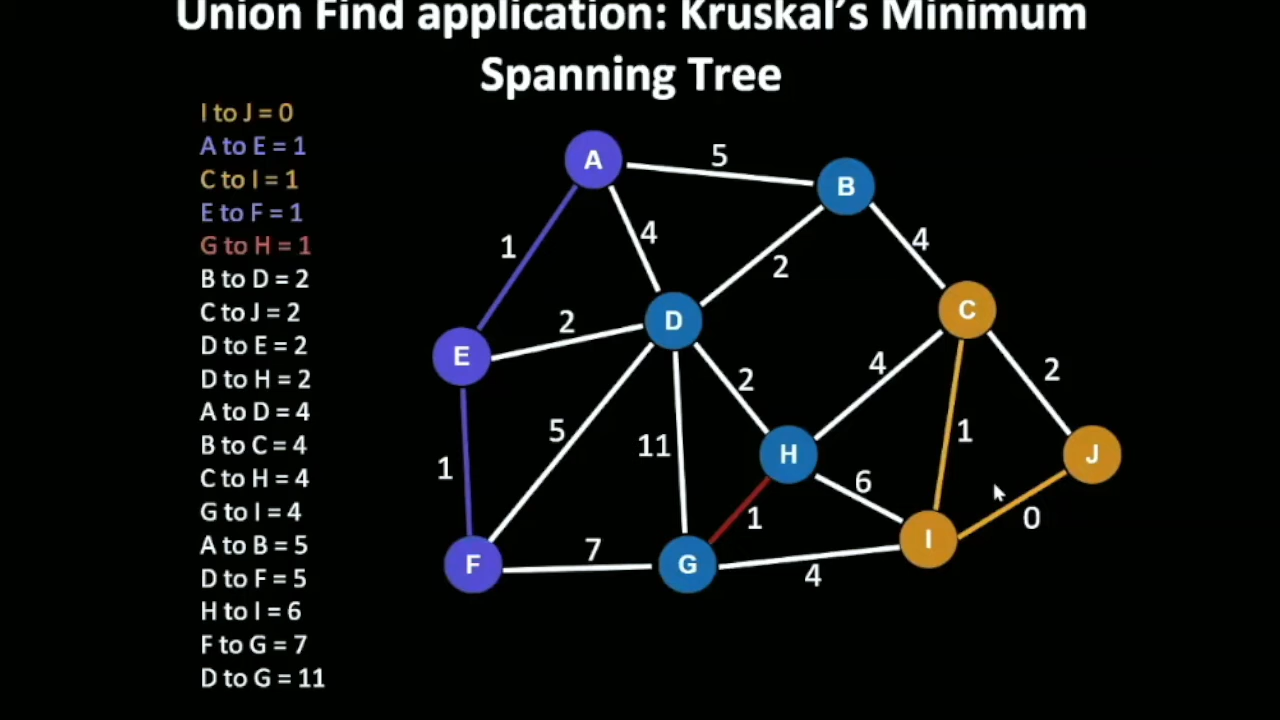 Union Find application: Kruskal's Minimum
Spanning Tree
I to J = 0
A to E = 1
C to I = 1
E to F = 1
G to H = 1
B to D = 2
C to J = 2
D to E = 2
D to H = 2
A to D = 4
B to C = 4
C to H = 4
G to I = 4
A to B = 5
D to F = 5
H to I = 6
F to G = 7
D to G = 11
A
5
B
1
4
2
4
C
D
2
E
2
4
2
5
11
1
H
J
1
6
1
0
I
7
F
G
4